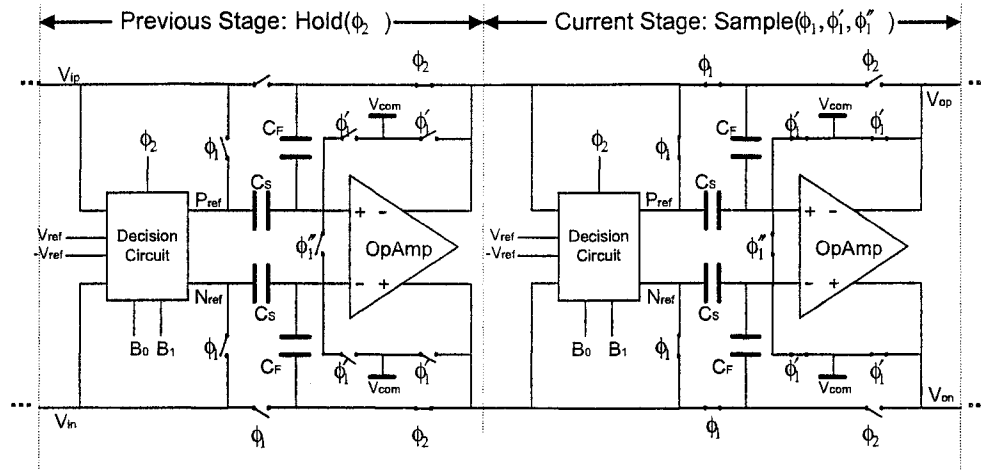 Previous Stage: Hold(ϕ₂ )
Current Stage: Sample(ϕ₁,ϕ₁′,ϕ₁″ )
Vip
ϕ₂
ϕ₁
ϕ₂
Vop
Vcom
Vcom
CF
ϕ₁′
ϕ₁′
CF
ϕ₁′
ϕ₁′
ϕ₂
ϕ₁
ϕ₂
ϕ₁
Cs
Cs
Pref
Pref
+ -
+ -
Vref
-Vref
Decision
Circuit
ϕ₁″
OpAmp
Vref
-Vref
Decision
Circuit
ϕ₁″
OpAmp
- +
- +
Nref
Nref
Cs
Cs
B₀ B₁
ϕ₁
B₀ B₁
ϕ₁
CF
ϕ₁′
ϕ₁′
CF
ϕ₁′
ϕ₁′
Vcom
Vcom
Vin
ϕ₁
ϕ₂
ϕ₁
ϕ₂
Von